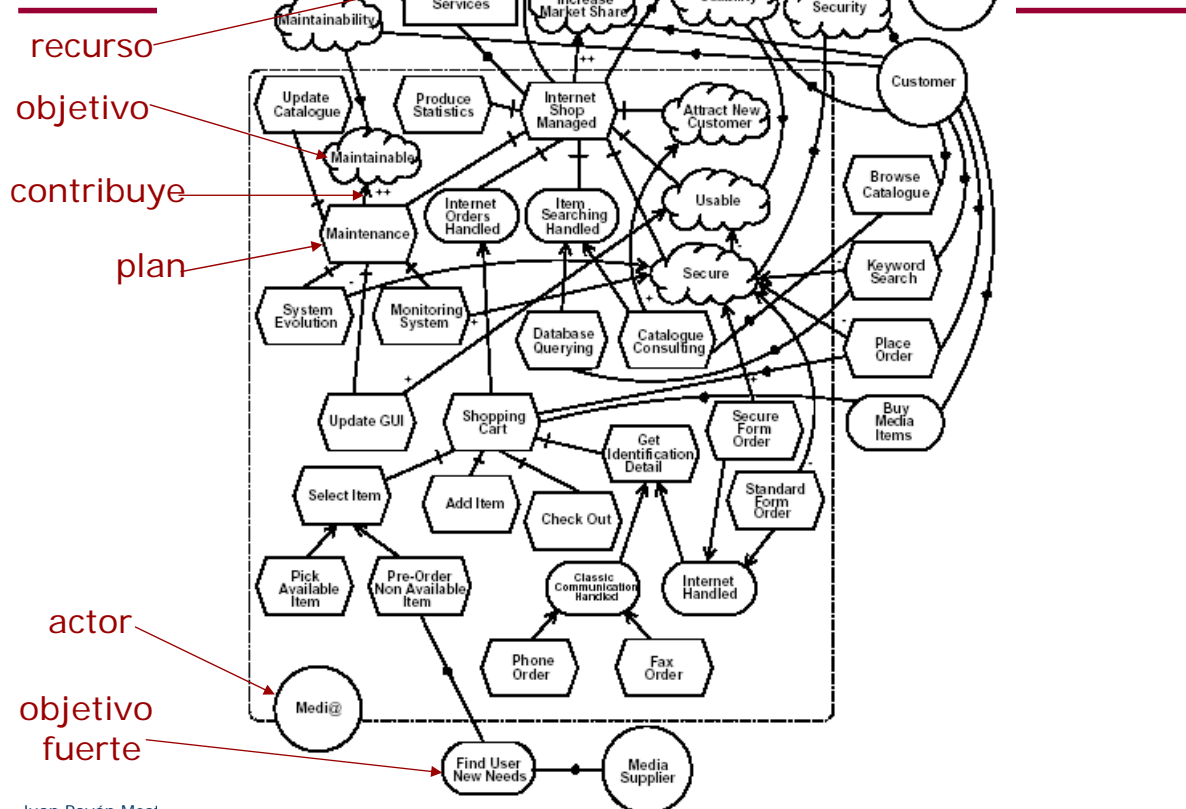 Services
Increase
Market Share
Security
Maintainability
recurso
Customer
objetivo
Update
Catalogue
Produce
Statistics
Internet
Shop
Managed
Attract New
Customer
++
Maintainable
contribuye
++
Browse
Catalogue
Internet
Orders
Handled
Item
Searching
Handled
Usable
Maintenance
plan
-
Secure
Keyword
Search
-
+
System
Evolution
Monitoring
System
+
Database
Querying
Catalogue
Consulting
-
Place
Order
+
Update GUI
Shopping
Cart
+
Secure
Form
Order
Buy
Media
Items
Get
Identification
Detail
-
Select Item
Add Item
Check Out
Standard
Form
Order
Pick
Available
Item
Pre-Order
Non Available
Item
Classic
Communication
Handled
Internet
Handled
actor
Phone
Order
Fax
Order
Medi@
objetivo
fuerte
Find User
New Needs
Media
Supplier